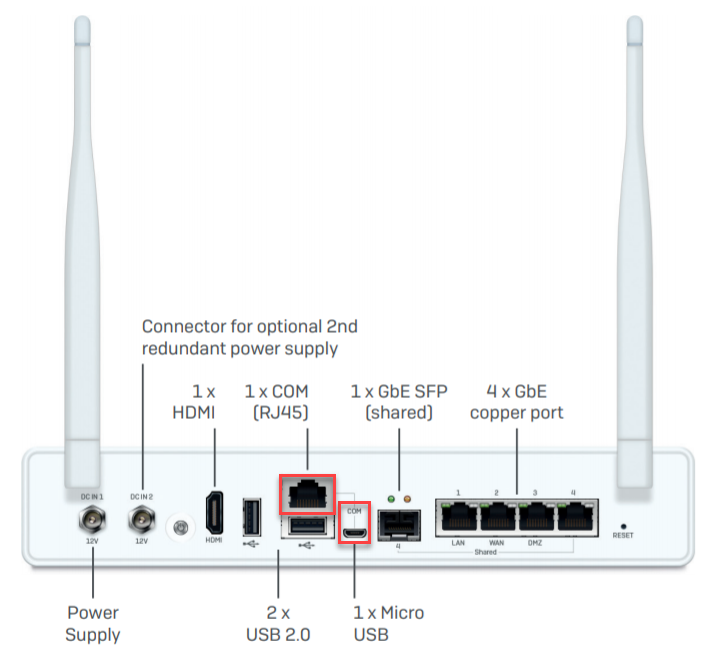 Connector for optional 2nd
redundant power supply
1 x
HDMI
1 x COM
(RJ45)
1 x GbE SFP
(shared)
4 x GbE
copper port
DC IN 1
12V
DC IN 2
12V
HDMI
COM
4
1
2
3
4
LAN
WAN
DMZ
Shared
RESET
Power
Supply
2 x
USB 2.0
1 x Micro
USB